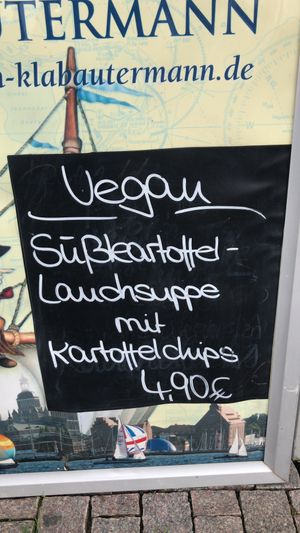 UTERMANN
n-klabautermann.de
Vegan
Süßkartoffel-
Lauchsuppe
mit
Kartoffelchips
4,90€